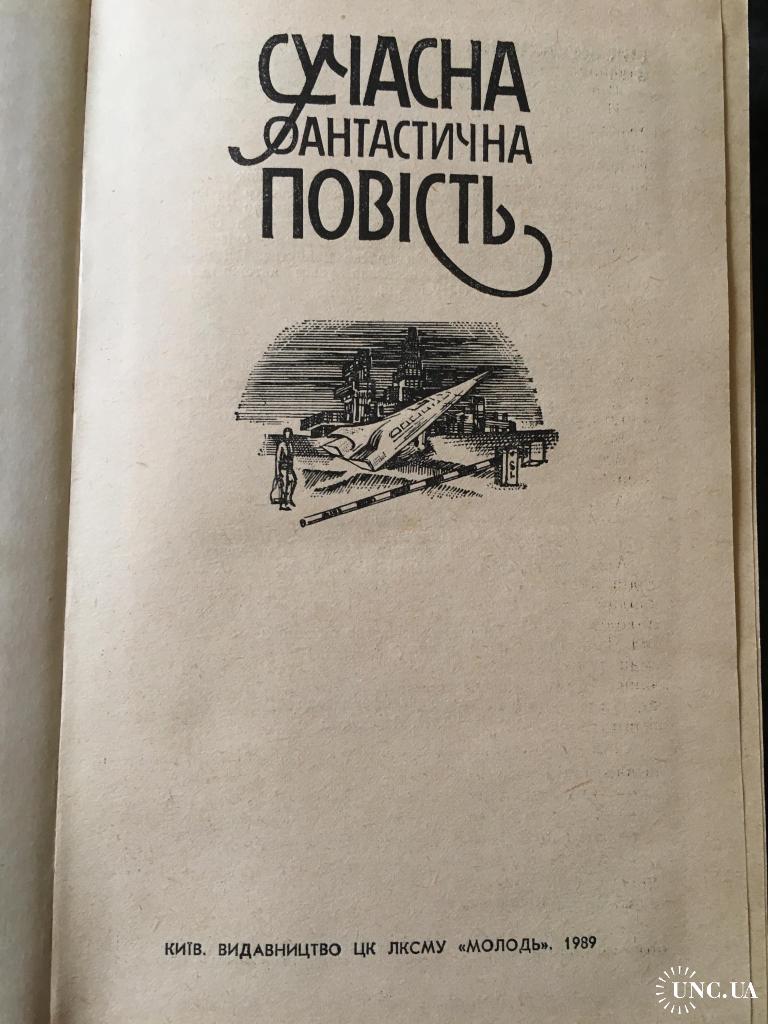 СУЧАСНА
ФАНТАСТИЧНА
ПОВІСТЬ
КИЇВ. ВИДАВНИЦТВО ЦК ЛКСМУ «МОЛОДЬ». 1989
UNC.UA